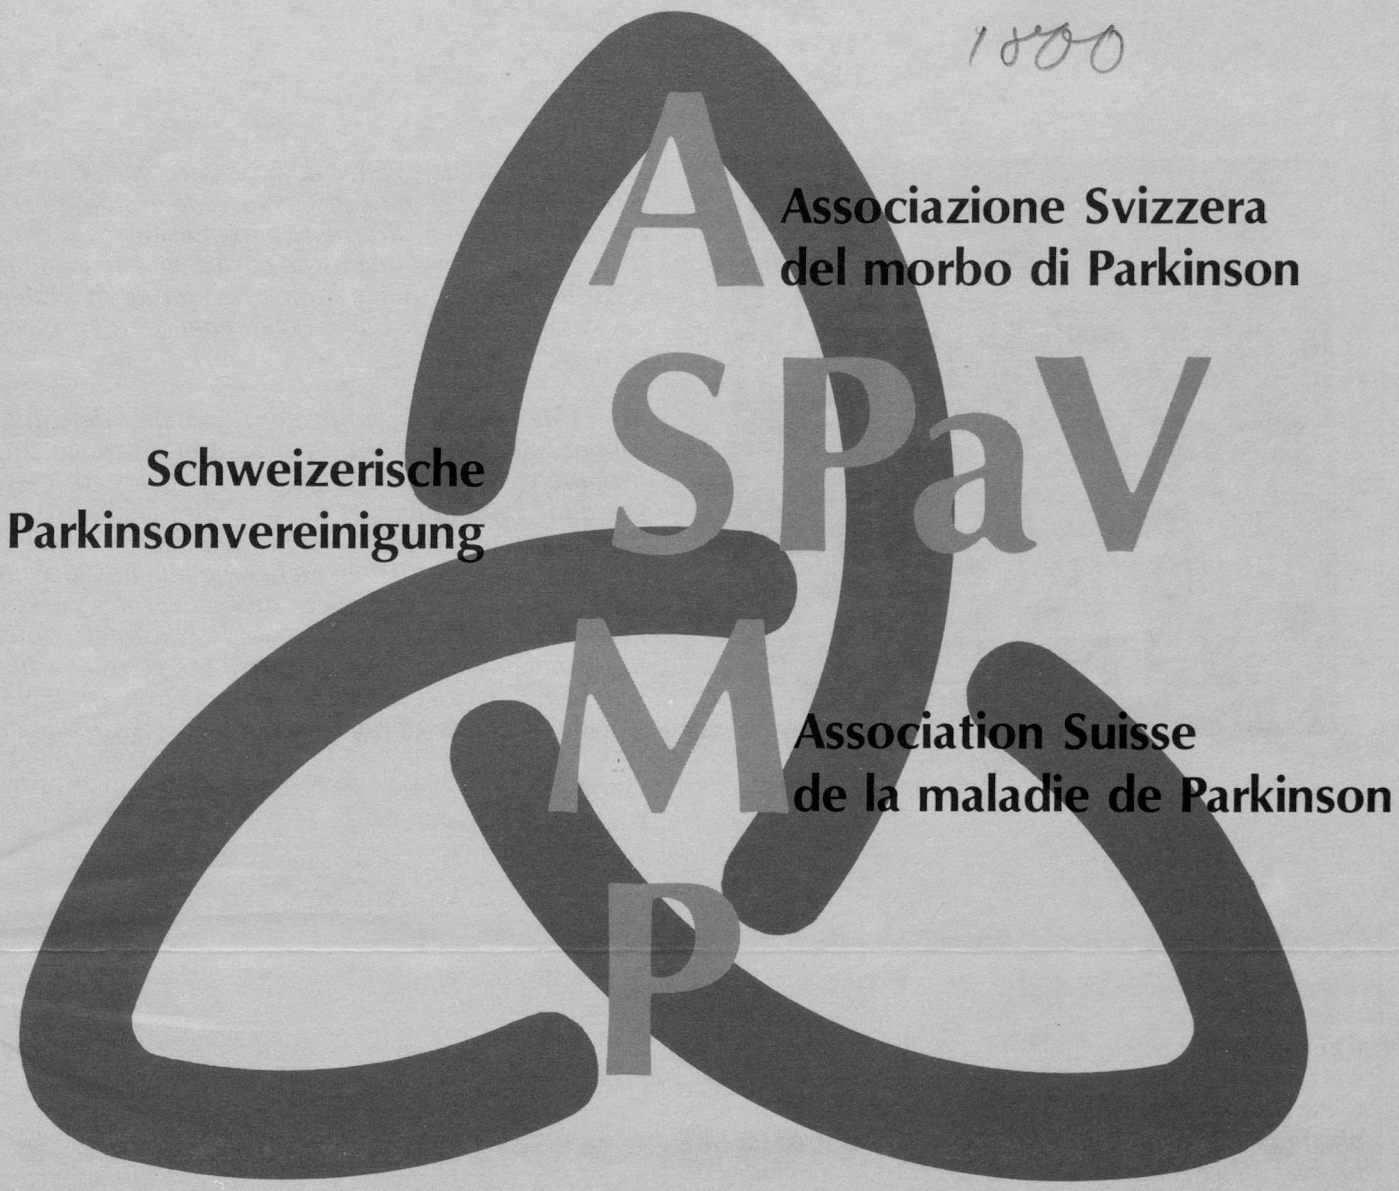 1800
A
Associazione Svizzera
del morbo di Parkinson
SPaV
Schweizerische
Parkinsonvereinigung
M
Association Suisse
de la maladie de Parkinson
P